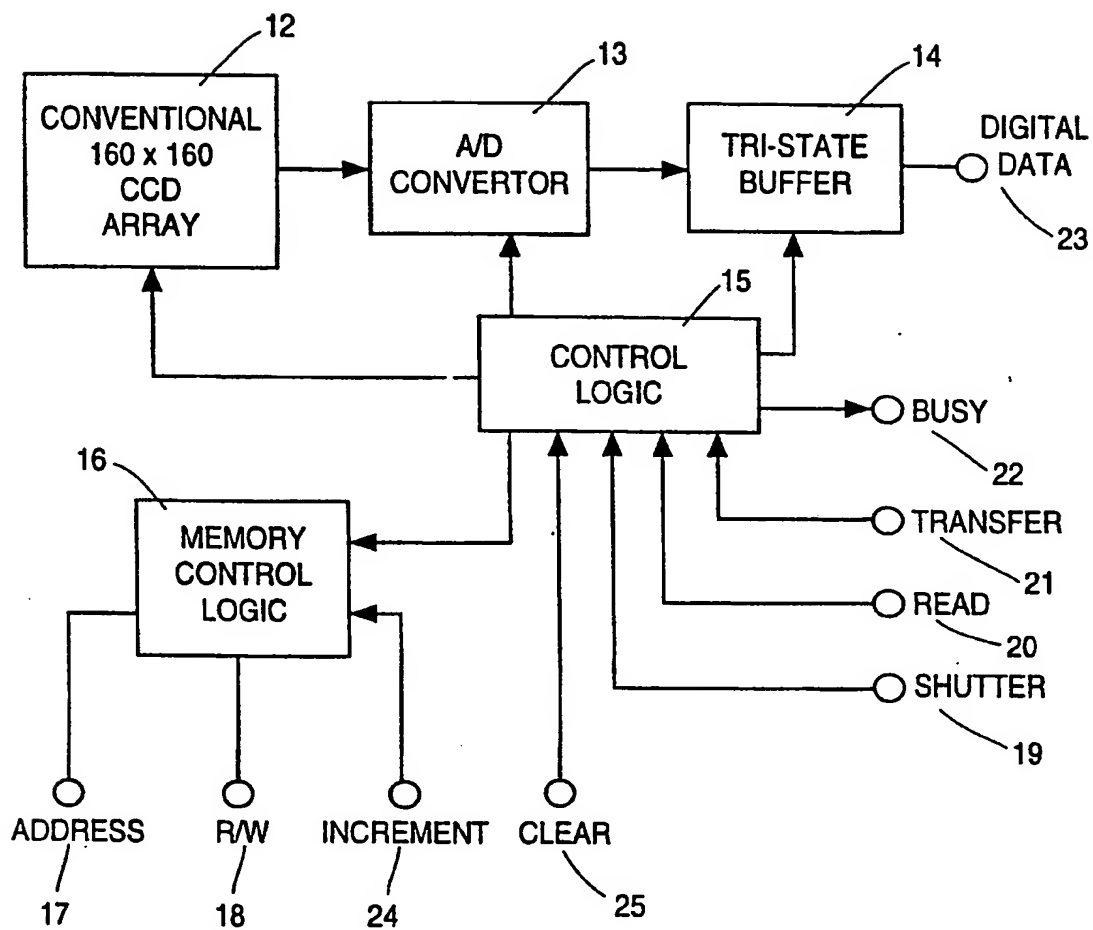 12
13
14
CONVENTIONAL
160 x 160
CCD
ARRAY
A/D
CONVERTOR
TRI-STATE
BUFFER
DIGITAL
DATA
23
15
CONTROL
LOGIC
BUSY
22
16
MEMORY
CONTROL
LOGIC
TRANSFER
21
READ
20
SHUTTER
19
ADDRESS
R/W
INCREMENT
CLEAR
17
18
24
25